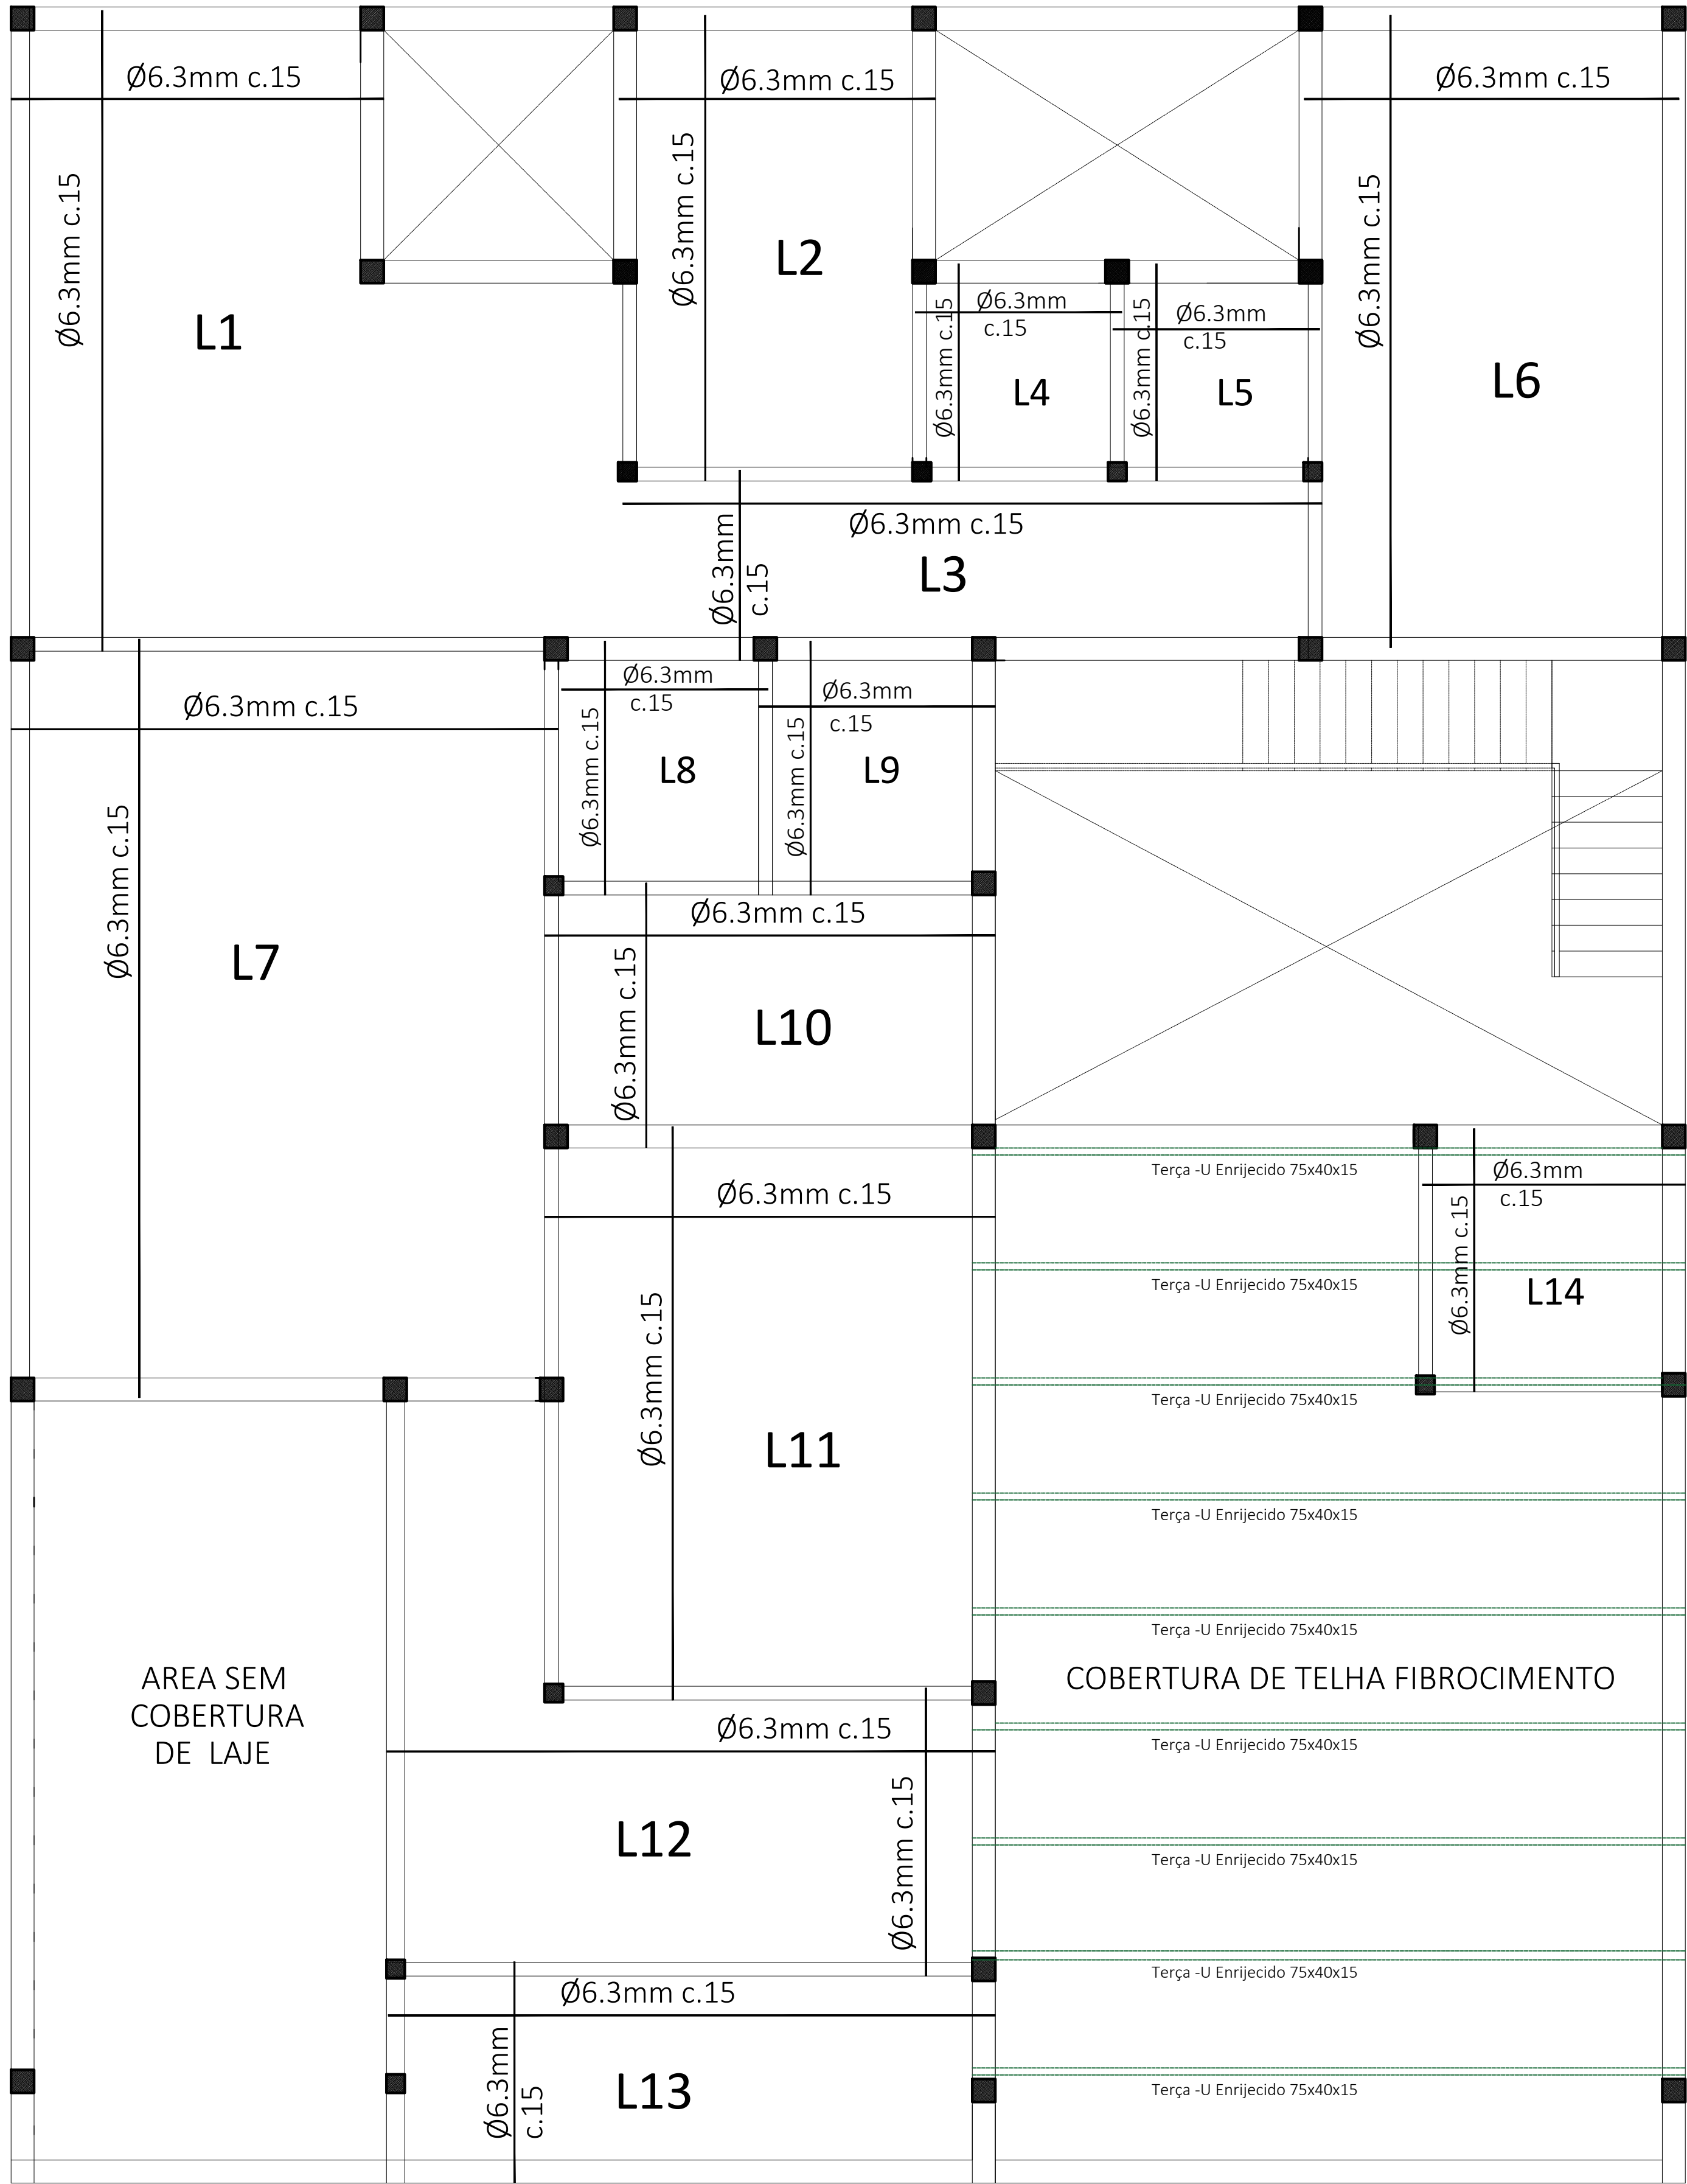 Ø6.3mm c.15
Ø6.3mm c.15
Ø6.3mm c.15
Ø6.3mm c.15
Ø6.3mm c.15
Ø6.3mm c.15
L1
L2
L6
Ø6.3mm
c.15
Ø6.3mm
c.15
Ø6.3mm c.15
Ø6.3mm c.15
L4
L5
Ø6.3mm c.15
Ø6.3mm
c.15
L3
Ø6.3mm c.15
Ø6.3mm
c.15
Ø6.3mm
c.15
Ø6.3mm c.15
Ø6.3mm c.15
L8
L9
Ø6.3mm c.15
L7
Ø6.3mm c.15
Ø6.3mm c.15
L10
Terça -U Enrijecido 75x40x15
Ø6.3mm
c.15
Ø6.3mm c.15
Ø6.3mm c.15
Terça -U Enrijecido 75x40x15
L14
Ø6.3mm c.15
Terça -U Enrijecido 75x40x15
L11
Terça -U Enrijecido 75x40x15
Terça -U Enrijecido 75x40x15
AREA SEM
COBERTURA
DE LAJE
COBERTURA DE TELHA FIBROCIMENTO
Ø6.3mm c.15
Terça -U Enrijecido 75x40x15
Ø6.3mm c.15
L12
Terça -U Enrijecido 75x40x15
Terça -U Enrijecido 75x40x15
Ø6.3mm c.15
Ø6.3mm
c.15
L13
Terça -U Enrijecido 75x40x15